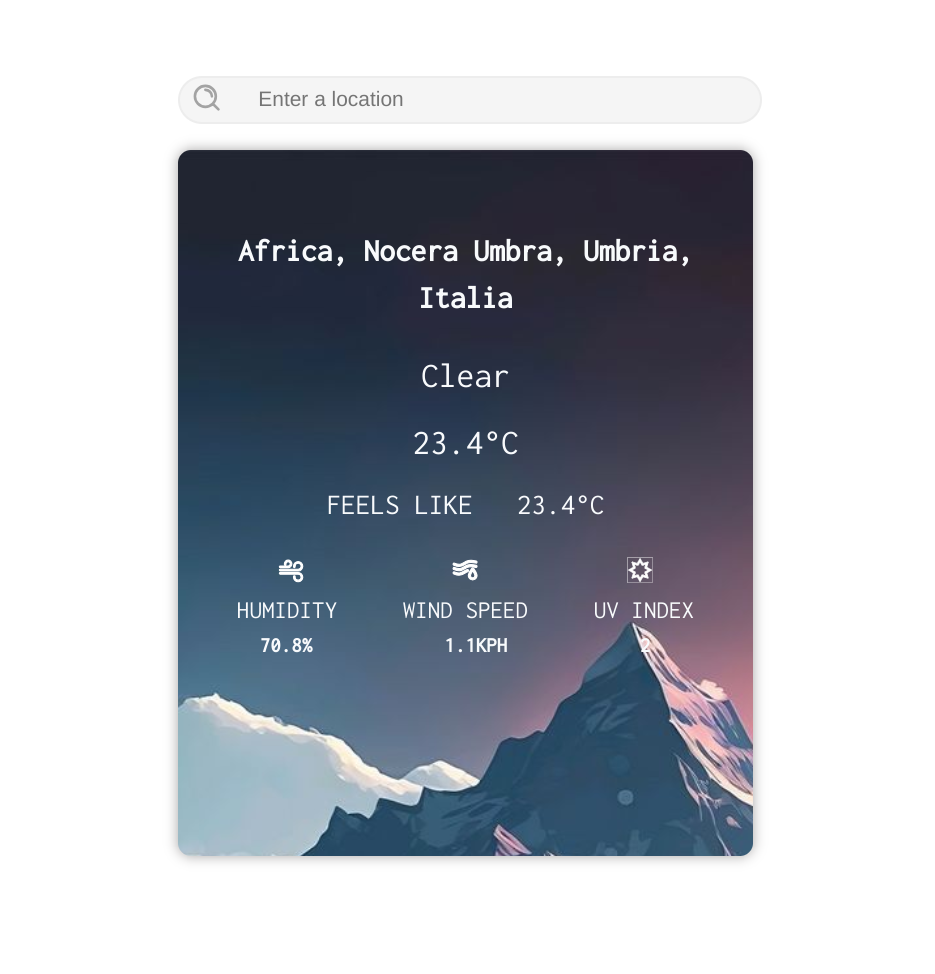 Enter a location
Africa, Nocera Umbra, Umbria,
Italia
Clear
23.4°C
FEELS LIKE 23.4°C
HUMIDITY WIND SPEED UV INDEX
70.8% 1.1KPH 2